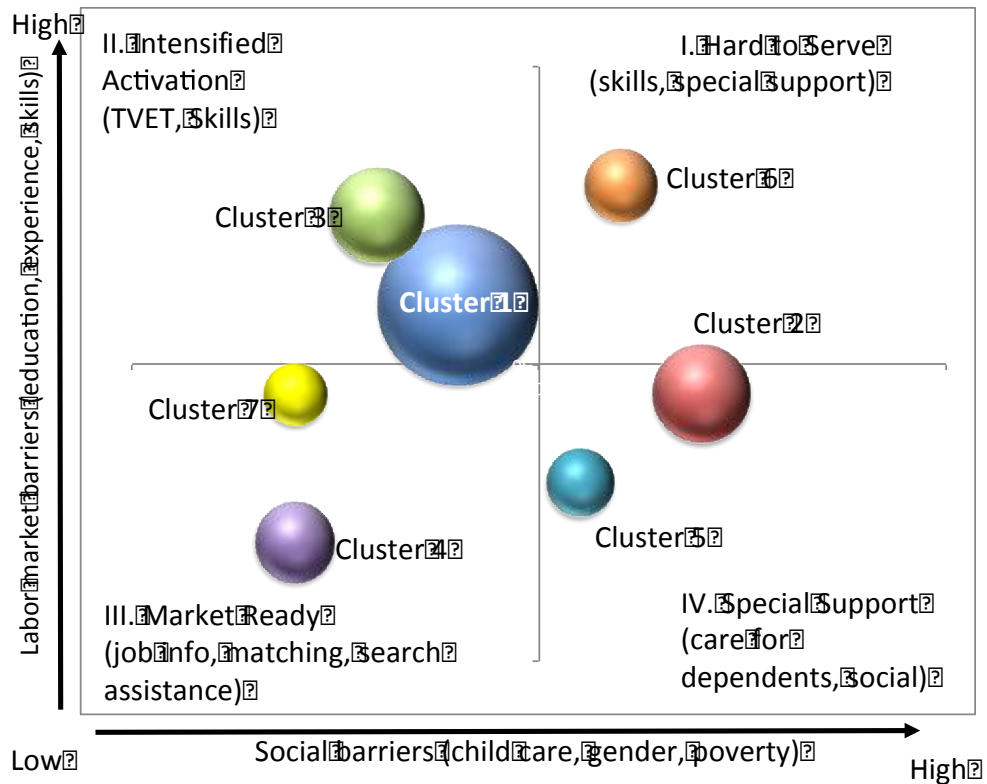 High
II. Intensified
Activation
(TVET, Skills)
I. Hard to Serve
(skills, special support)
Cluster 6
Cluster 3
Cluster 1
Cluster 2
Cluster 7
Cluster 5
Cluster 4
III. Market Ready
(job info, matching, search
assistance)
IV. Special Support
(care for
dependents, social)
Labor market barriers (education, experience, skills)
Low
Social barriers (child care, gender, poverty)
High